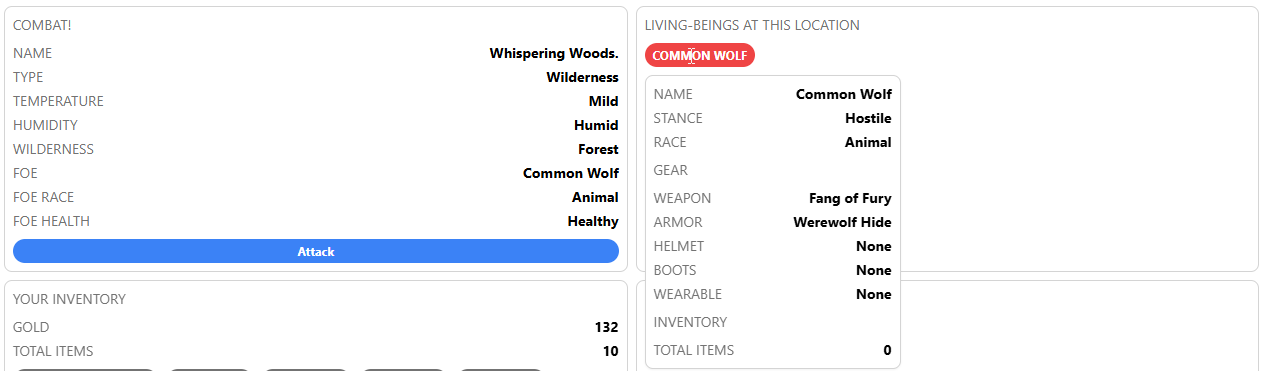 COMBAT!
NAME Whispering Woods.
TYPE Wilderness
TEMPERATURE Mild
HUMIDITY Humid
WILDERNESS Forest
FOE Common Wolf
FOE RACE Animal
FOE HEALTH Healthy
Attack
YOUR INVENTORY
GOLD 132
TOTAL ITEMS 10
LIVING-BEINGS AT THIS LOCATION
COMMON WOLF
NAME Common Wolf
STANCE Hostile
RACE Animal
GEAR
WEAPON Fang of Fury
ARMOR Werewolf Hide
HELMET None
BOOTS None
WEARABLE None
INVENTORY
TOTAL ITEMS 0